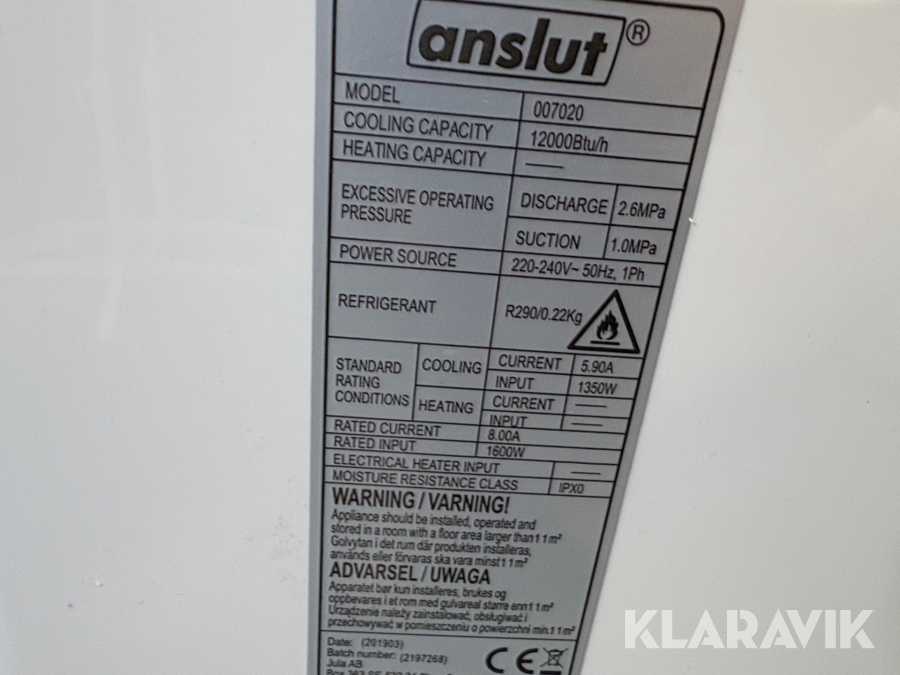 anslut®
MODEL 007020
COOLING CAPACITY 12000Btu/h
HEATING CAPACITY ——
EXCESSIVE OPERATING PRESSURE DISCHARGE 2.6MPa
SUCTION 1.0MPa
POWER SOURCE 220-240V~ 50Hz, 1Ph
REFRIGERANT R290/0.22Kg
STANDARD RATING CONDITIONS COOLING CURRENT 5.90A
INPUT 1350W
HEATING CURRENT ——
INPUT ——
RATED CURRENT 8.00A
RATED INPUT 1600W
ELECTRICAL HEATER INPUT ——
MOISTURE RESISTANCE CLASS IPX0
WARNING / VARNING!
Appliance should be installed, operated and
stored in a room with a floor area larger than 11 m²
Golvytan i det rum där produkten installeras,
används eller förvaras ska vara minst 11 m²
ADVARSEL / UWAGA
Apparatet bør kun installeres, brukes og
oppbevares i et rom med gulvareal større enn 11 m²
Urządzenie należy zainstalować, obsługiwać i
przechowywać w pomieszczeniu o powierzchni min.11 m²
Date: (201903)
Batch number: (2197268)
Jula AB
CE
KLARAVIK